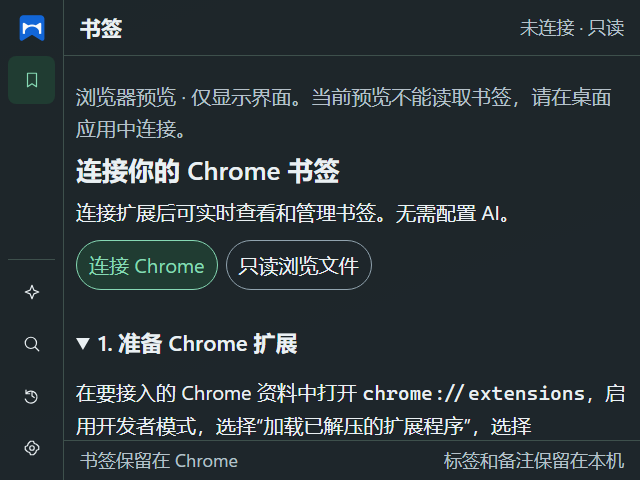 书签
未连接 · 只读
浏览器预览 · 仅显示界面。当前预览不能读取书签，请在桌面
应用中连接。
连接你的 Chrome 书签
连接扩展后可实时查看和管理书签。无需配置 AI。
连接 Chrome
只读浏览文件
▼ 1. 准备 Chrome 扩展
在要接入的 Chrome 资料中打开 chrome://extensions，启
用开发者模式，选择“加载已解压的扩展程序”，选择
书签保留在 Chrome
标签和备注保留在本机